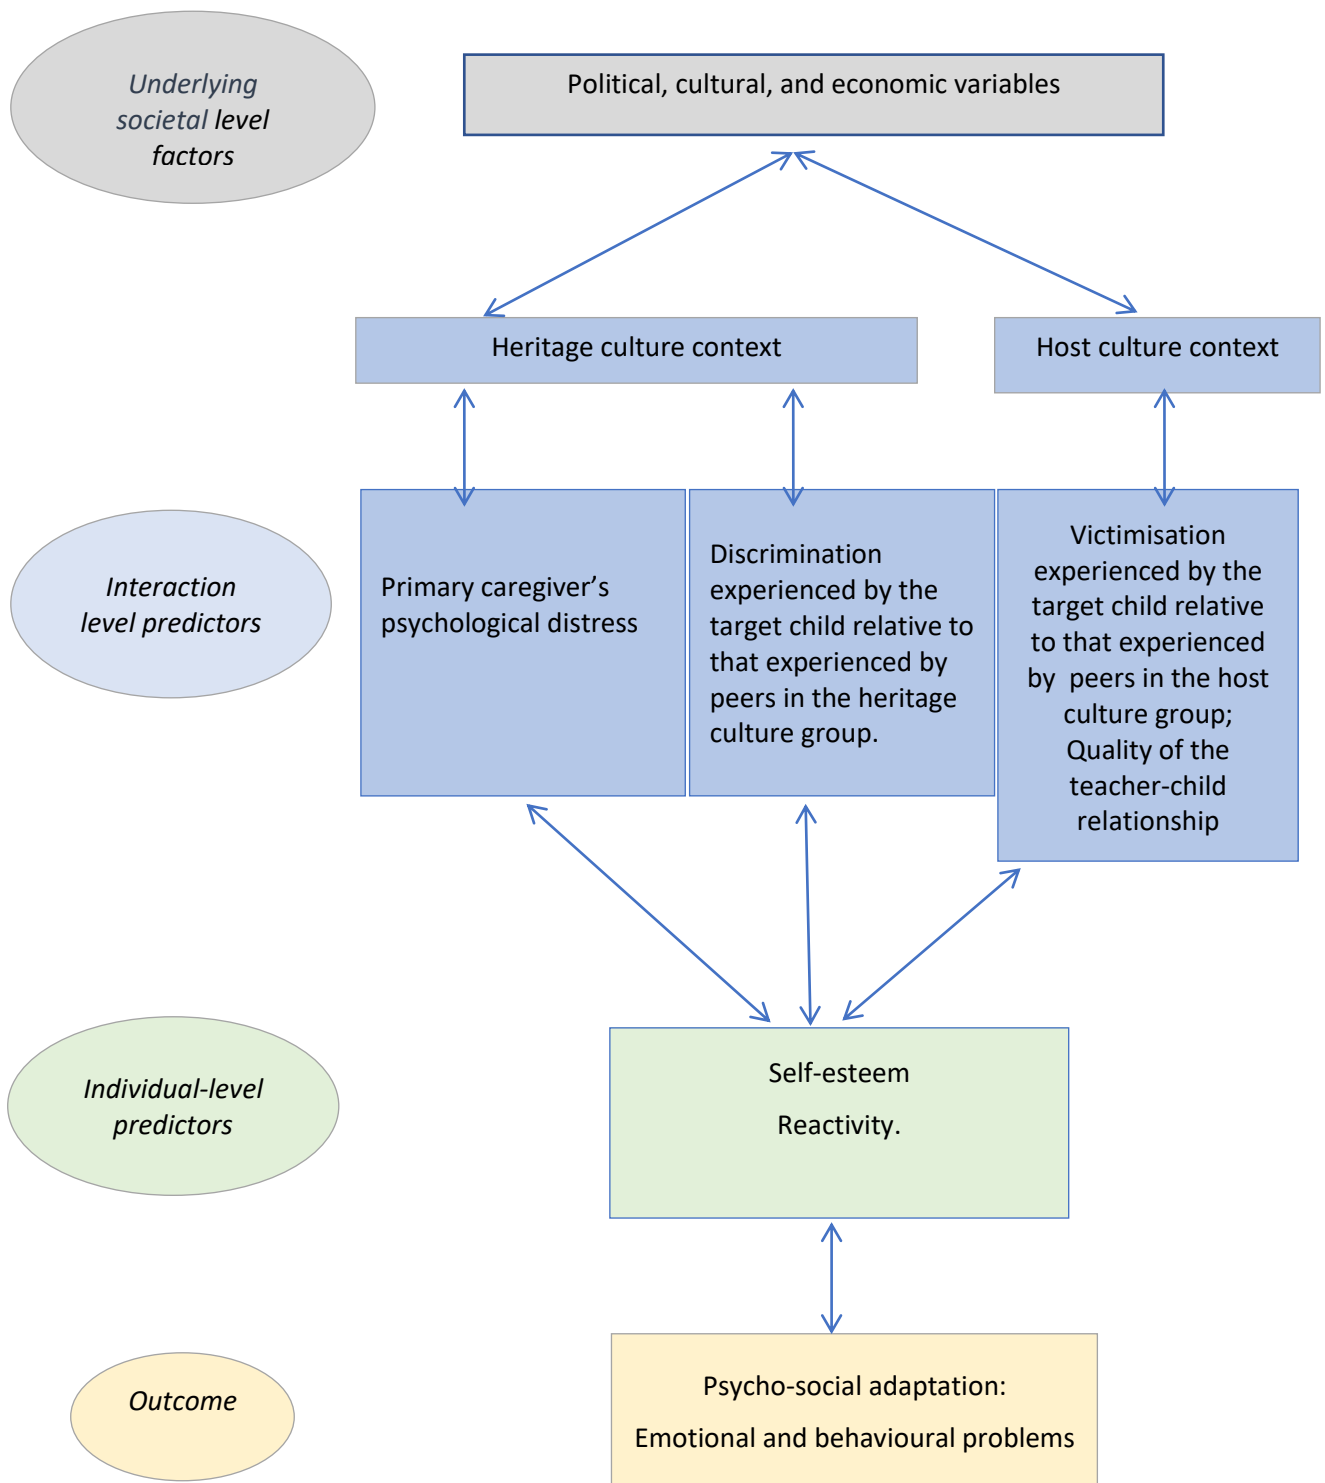 Underlying
societal level
factors
Political, cultural, and economic variables
Heritage culture context
Host culture context
Interaction
level predictors
Primary caregiver’s
psychological distress
Discrimination
experienced by the
target child relative to
that experienced by
peers in the heritage
culture group.
Victimisation
experienced by the
target child relative
to that experienced
by  peers in the host
culture group;
Quality of the
teacher-child
relationship
Individual-level
predictors
Self-esteem
Reactivity.
Outcome
Psycho-social adaptation:
Emotional and behavioural problems